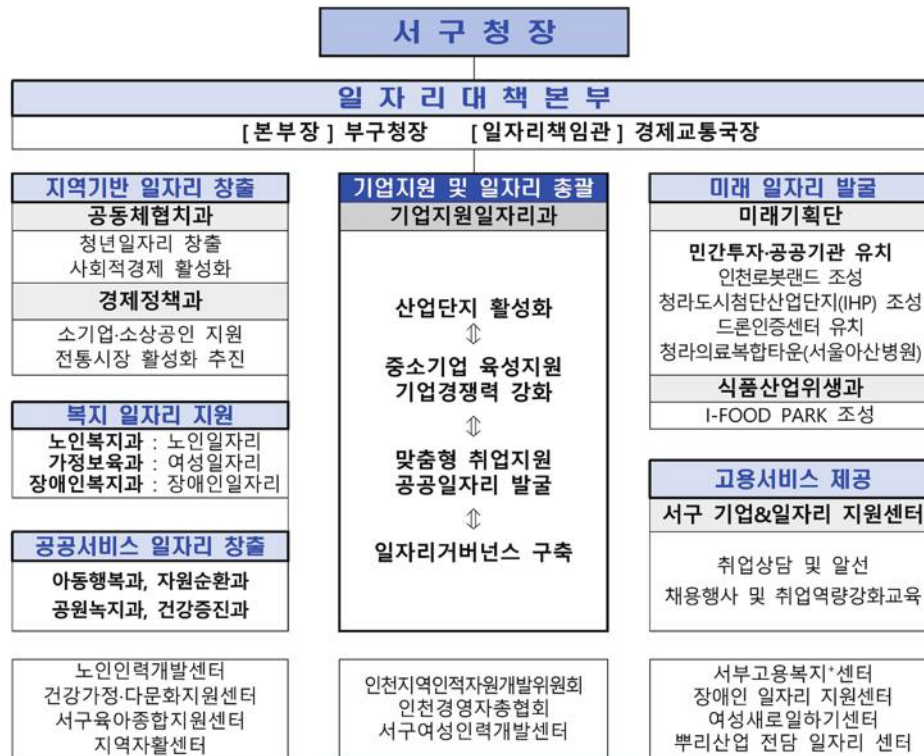 서구청장
일자리대책본부
[본부장] 부구청장 [일자리책임관] 경제교통국장
지역기반 일자리 창출
공동체협치과
청년일자리 창출
사회적경제 활성화
경제정책과
소기업·소상공인 지원
전통시장 활성화 추진
복지 일자리 지원
노인복지과 : 노인일자리
가정보육과 : 여성일자리
장애인복지과 : 장애인일자리
공공서비스 일자리 창출
아동행복과, 자원순환과
공원녹지과, 건강증진과
노인인력개발센터
건강가정·다문화지원센터
서구육아종합지원센터
지역자활센터
기업지원 및 일자리 총괄
기업지원일자리과
산업단지 활성화
⇕
중소기업 육성지원
기업경쟁력 강화
⇕
맞춤형 취업지원
공공일자리 발굴
⇕
일자리거버넌스 구축
인천지역인적자원개발위원회
인천경영자총협회
서구여성인력개발센터
미래 일자리 발굴
미래기획단
민간투자·공공기관 유치
인천로봇랜드 조성
청라도시첨단산업단지(IHP) 조성
드론인증센터 유치
청라의료복합타운(서울아산병원)
식품산업위생과
I-FOOD PARK 조성
고용서비스 제공
서구 기업&일자리 지원센터
취업상담 및 알선
채용행사 및 취업역량강화교육
서부고용복지⁺센터
장애인 일자리 지원센터
여성새로일하기센터
뿌리산업 전담 일자리 센터